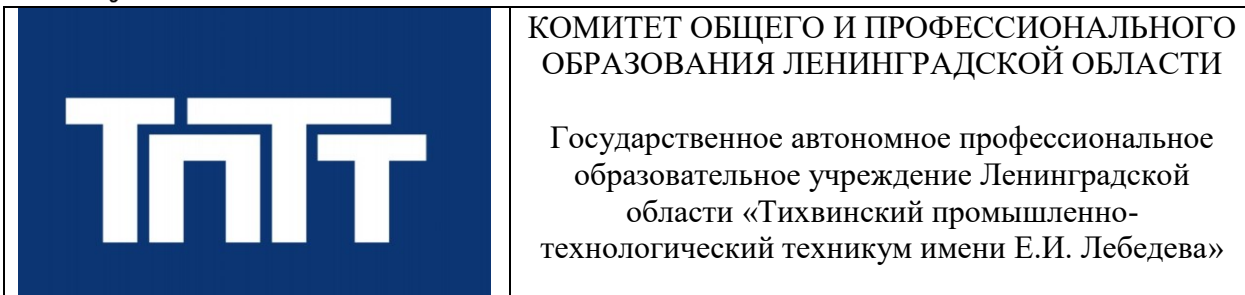 ТПТТ
КОМИТЕТ ОБЩЕГО И ПРОФЕССИОНАЛЬНОГО
ОБРАЗОВАНИЯ ЛЕНИНГРАДСКОЙ ОБЛАСТИ
Государственное автономное профессиональное
образовательное учреждение Ленинградской
области «Тихвинский промышленно-
технологический техникум имени Е.И. Лебедева»